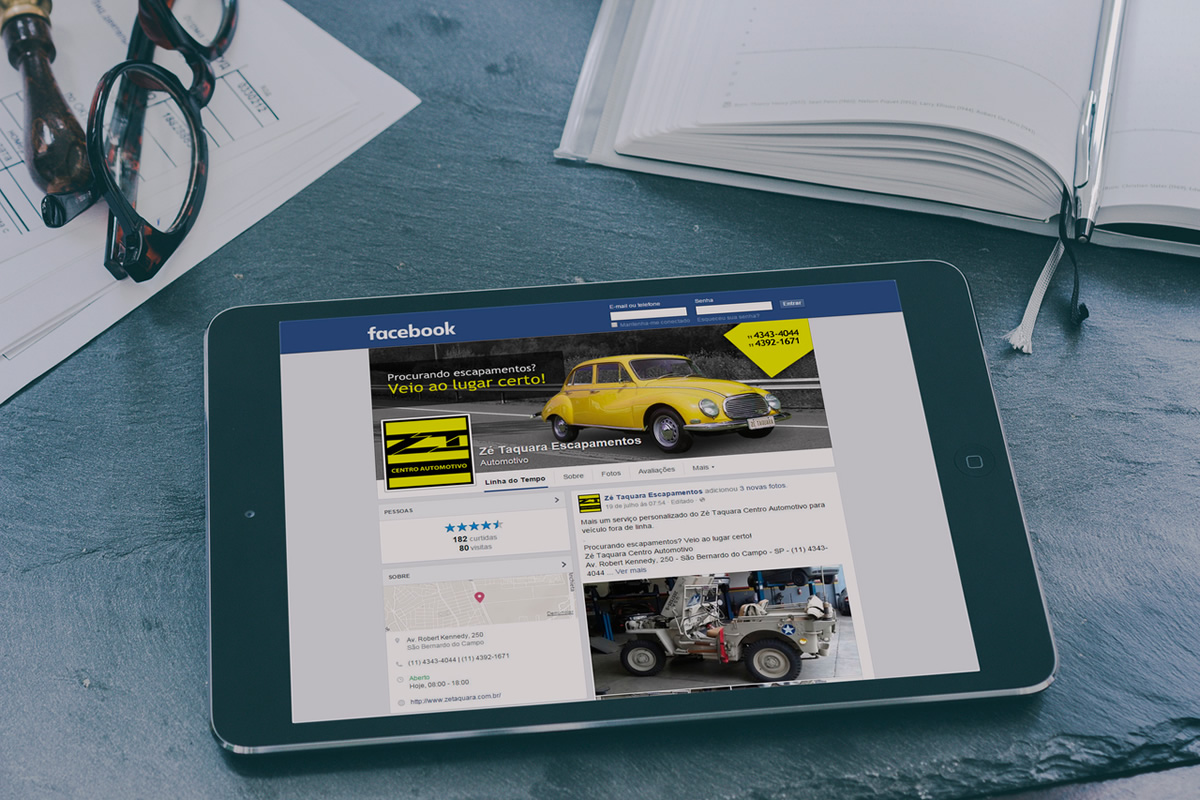 facebook
E-mail ou telefone
Senha
Entrar
Mantenha-me conectado
Esqueceu sua senha?
Procurando escapamentos?
Veio ao lugar certo!
11 4343-4044
11 4392-1671
ZÉ TAQUARA
CENTRO AUTOMOTIVO
Zé Taquara Escapamentos
Automotivo
Linha do Tempo
Sobre
Fotos
Avaliações
Mais
PESSOAS
182 curtidas
80 visitas
SOBRE
Av. Robert Kennedy, 250
São Bernardo do Campo
(11) 4343-4044 | (11) 4392-1671
Aberto
Hoje, 08:00 - 18:00
http://www.zetaquara.com.br/
Zé Taquara Escapamentos adicionou 3 novas fotos.
19 de julho às 07:54 · Editado ·
Mais um serviço personalizado do Zé Taquara Centro Automotivo para
veículo fora de linha.
Procurando escapamentos? Veio ao lugar certo!
Zé Taquara Centro Automotivo
Av. Robert Kennedy, 250 - São Bernardo do Campo - SP - (11) 4343-
4044 ... Ver mais